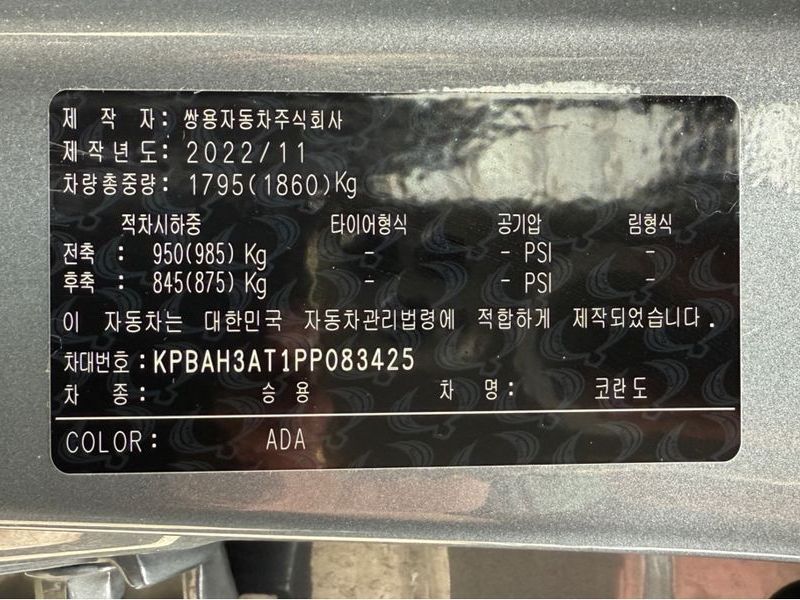 제 작 자: 쌍용자동차주식회사
제작년도: 2022/11
차량총중량: 1795(1860)Kg
적차시하중 타이어형식 공기압 림형식
전축 : 950(985) Kg - - PSI -
후축 : 845(875) Kg - - PSI -
이 자동차는 대한민국 자동차관리법령에 적합하게 제작되었습니다.
차대번호: KPBAH3AT1PP083425
차 종: 승용 차 명: 코란도
COLOR: ADA